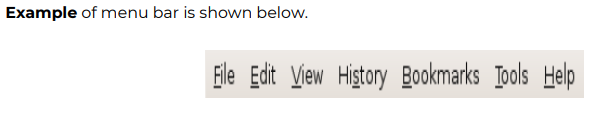 Example of menu bar is shown below.
File Edit View History Bookmarks Tools Help